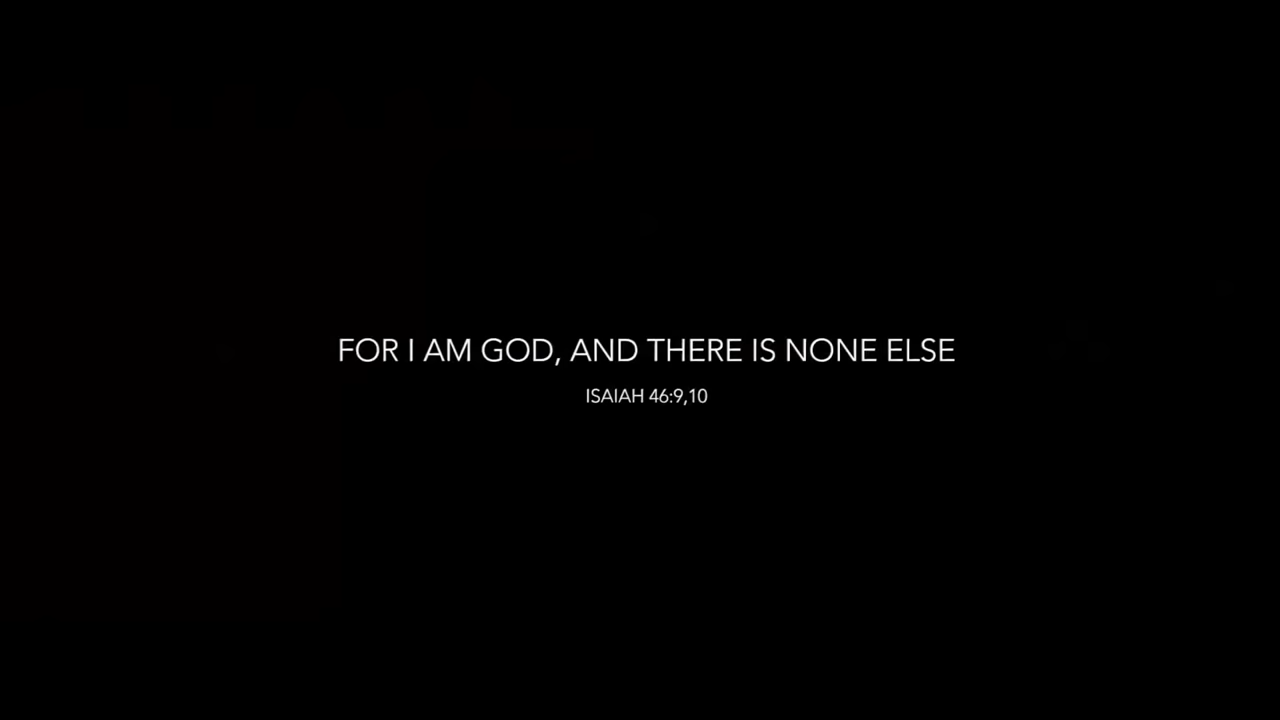 FOR I AM GOD, AND THERE IS NONE ELSE
ISAIAH 46:9,10